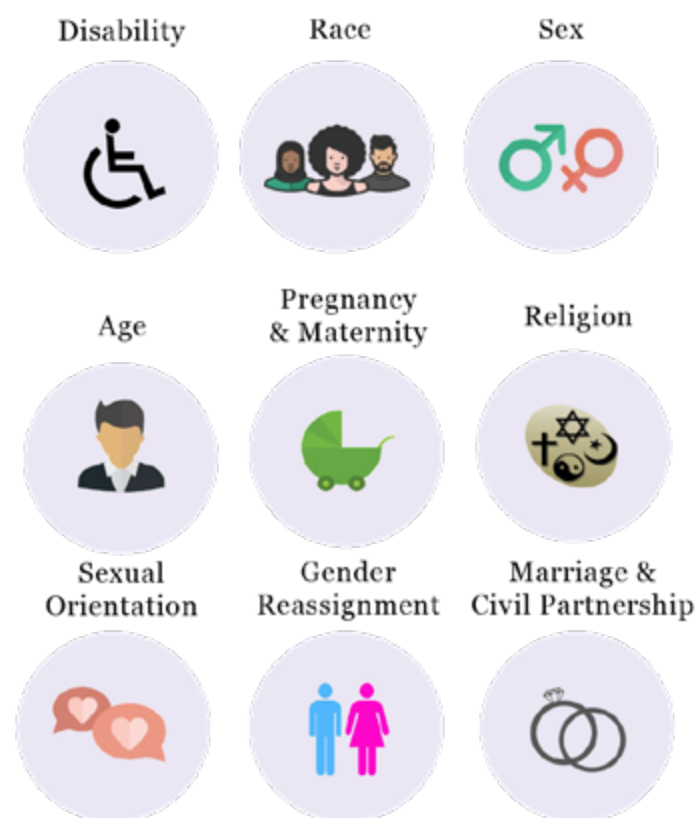 Disability
Race
Sex
Age
Pregnancy
& Maternity
Religion
Sexual
Orientation
Gender
Reassignment
Marriage &
Civil Partnership